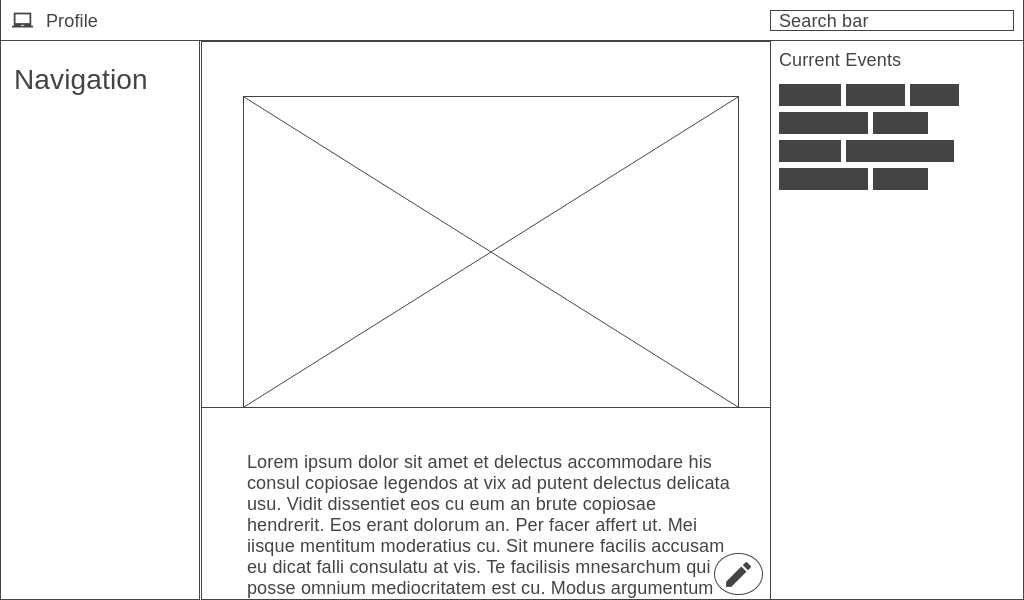 Profile
Search bar
Navigation
Current Events
Lorem ipsum dolor sit amet et delectus accommodare his
consul copiosae legendos at vix ad putent delectus delicata
usu. Vidit dissentiet eos cu eum an brute copiosae
hendrerit. Eos erant dolorum an. Per facer affert ut. Mei
iisque mentitum moderatius cu. Sit munere facilis accusam
eu dicat falli consulatu at vis. Te facilisis mnesarchum qui
posse omnium mediocritatem est cu. Modus argumentum